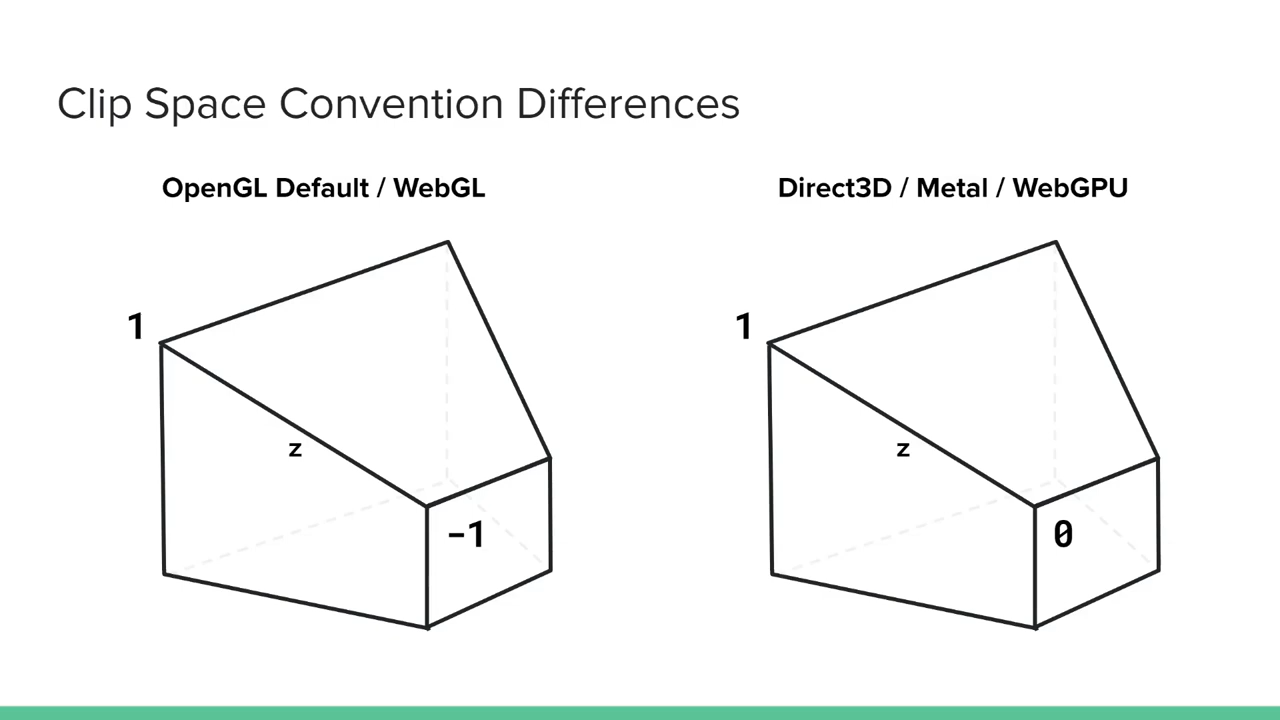 Clip Space Convention Differences
OpenGL Default / WebGL
1
z
-1
Direct3D / Metal / WebGPU
1
z
0